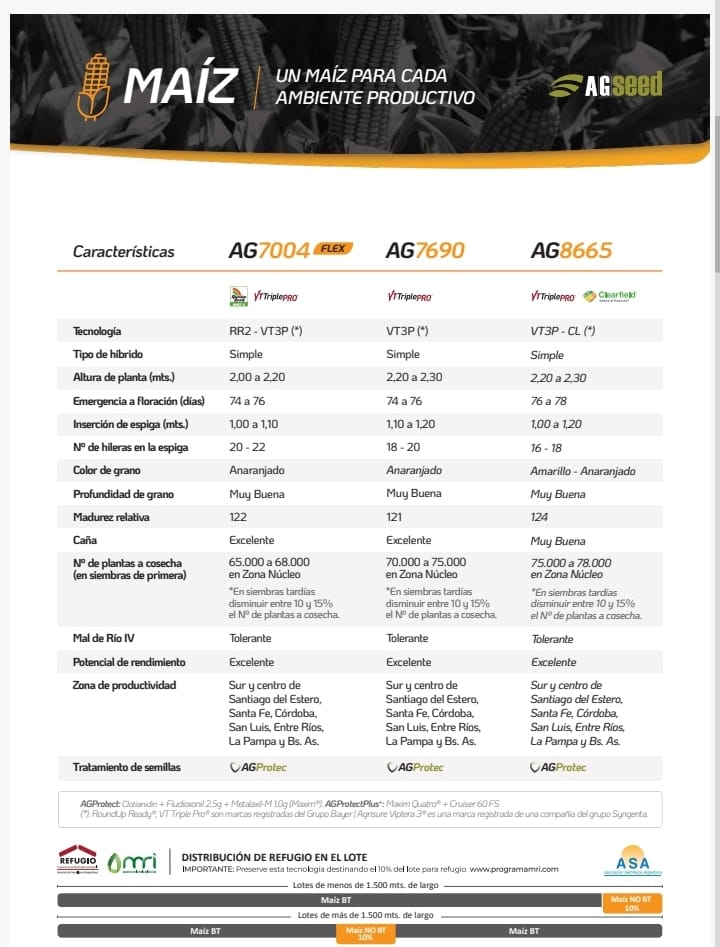 MAÍZ
UN MAÍZ PARA CADA
AMBIENTE PRODUCTIVO
AGseed
Características AG7004 FLEX AG7690 AG8665
VTTriplePRO VTTriplePRO VTTriplePRO Clearfield
Tecnología RR2 - VT3P (*) VT3P (*) VT3P - CL (*)
Tipo de híbrido Simple Simple Simple
Altura de planta (mts.) 2,00 a 2,20 2,20 a 2,30 2,20 a 2,30
Emergencia a floración (días) 74 a 76 74 a 76 76 a 78
Inserción de espiga (mts.) 1,00 a 1,10 1,10 a 1,20 1,00 a 1,20
Nº de hileras en la espiga 20 - 22 18 - 20 16 - 18
Color de grano Anaranjado Anaranjado Amarillo - Anaranjado
Profundidad de grano Muy Buena Muy Buena Muy Buena
Madurez relativa 122 121 124
Caña Excelente Excelente Muy Buena
Nº de plantas a cosecha 65.000 a 68.000 70.000 a 75.000 75.000 a 78.000
(en siembras de primera) en Zona Núcleo en Zona Núcleo en Zona Núcleo
*En siembras tardías *En siembras tardías *En siembras tardías
disminuir entre 10 y 15% disminuir entre 10 y 15% disminuir entre 10 y 15%
el Nº de plantas a cosecha. el Nº de plantas a cosecha. el Nº de plantas a cosecha.
Mal de Río IV Tolerante Tolerante Tolerante
Potencial de rendimiento Excelente Excelente Excelente
Zona de productividad Sur y centro de Sur y centro de Sur y centro de
Santiago del Estero, Santiago del Estero, Santiago del Estero,
Santa Fe, Córdoba, Santa Fe, Córdoba, Santa Fe, Córdoba,
San Luis, Entre Ríos, San Luis, Entre Ríos, San Luis, Entre Ríos,
La Pampa y Bs. As. La Pampa y Bs. As. La Pampa y Bs. As.
Tratamiento de semillas AGProtec AGProtec AGProtec
AGProtect: Clotianidin + Fludioxonil 2,5g + Metalaxil-M 1,0g (Maxim®). AGProtectPlus+: Maxim Quatro® + Cruiser 60 FS
(*): RoundUp Ready®, VT Triple Pro® son marcas registradas del Grupo Bayer | Agrisure Viptera 3® es una marca registrada de una compañía del grupo Syngenta.
REFUGIO
mri
DISTRIBUCIÓN DE REFUGIO EN EL LOTE
IMPORTANTE: Preserve esta tecnología destinando el 10% del lote para refugio www.programamri.com
ASA
Asociación Semilleros Argentinos
Lotes de menos de 1.500 mts. de largo
Maíz BT Maíz NO BT
10%
Lotes de más de 1.500 mts. de largo
Maíz BT Maíz NO BT Maíz BT
10%